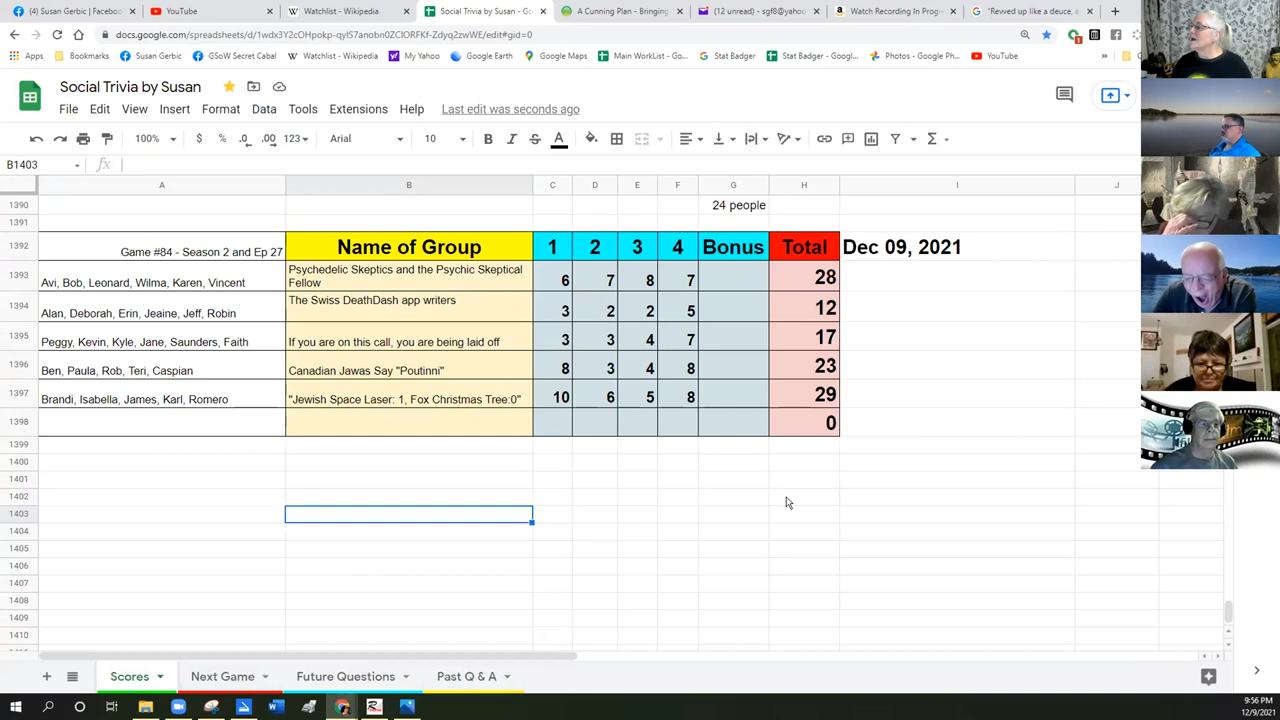 (4) Susan Gerbic | Facebook
YouTube
Watchlist - Wikipedia
Social Trivia by Susan - Google
A Cunning Plan - Bringing
(12 unread) - sgf8@yahoo
Watch Recording In Progre
"Revved up like a deuce, a
docs.google.com/spreadsheets/d/
/edit#gid=0
Apps
Bookmarks
Susan Gerbic
GSoW Secret Cabal
Watchlist - Wikipedia
My Yahoo!
Google Earth
Google Maps
Main WorkList - Go...
Stat Badger
Stat Badger - Googl...
Photos - Google Ph...
YouTube
Social Trivia by Susan
File Edit View Insert Format Data Tools Extensions Help Last edit was seconds ago
100% $ % .0 .00 123 Arial 10 B I S A
B1403 fx
A B C D E F G H I J
1390 24 people
1391
1392 Game #84 - Season 2 and Ep 27 Name of Group 1 2 3 4 Bonus Total Dec 09, 2021
1393 Avi, Bob, Leonard, Wilma, Karen, Vincent Psychedelic Skeptics and the Psychic Skeptical Fellow 6 7 8 7 28
1394 Alan, Deborah, Erin, Jeaine, Jeff, Robin The Swiss DeathDash app writers 3 2 2 5 12
1395 Peggy, Kevin, Kyle, Jane, Saunders, Faith If you are on this call, you are being laid off 3 3 4 7 17
1396 Ben, Paula, Rob, Teri, Caspian Canadian Jawas Say "Poutinni" 8 3 4 8 23
1397 Brandi, Isabella, James, Karl, Romero "Jewish Space Laser: 1, Fox Christmas Tree:0" 10 6 5 8 29
1398 0
1399
1400
1401
1402
1403
1404
1405
1406
1407
1408
1409
1410
Scores Next Game Future Questions Past Q & A
9:56 PM
12/9/2021